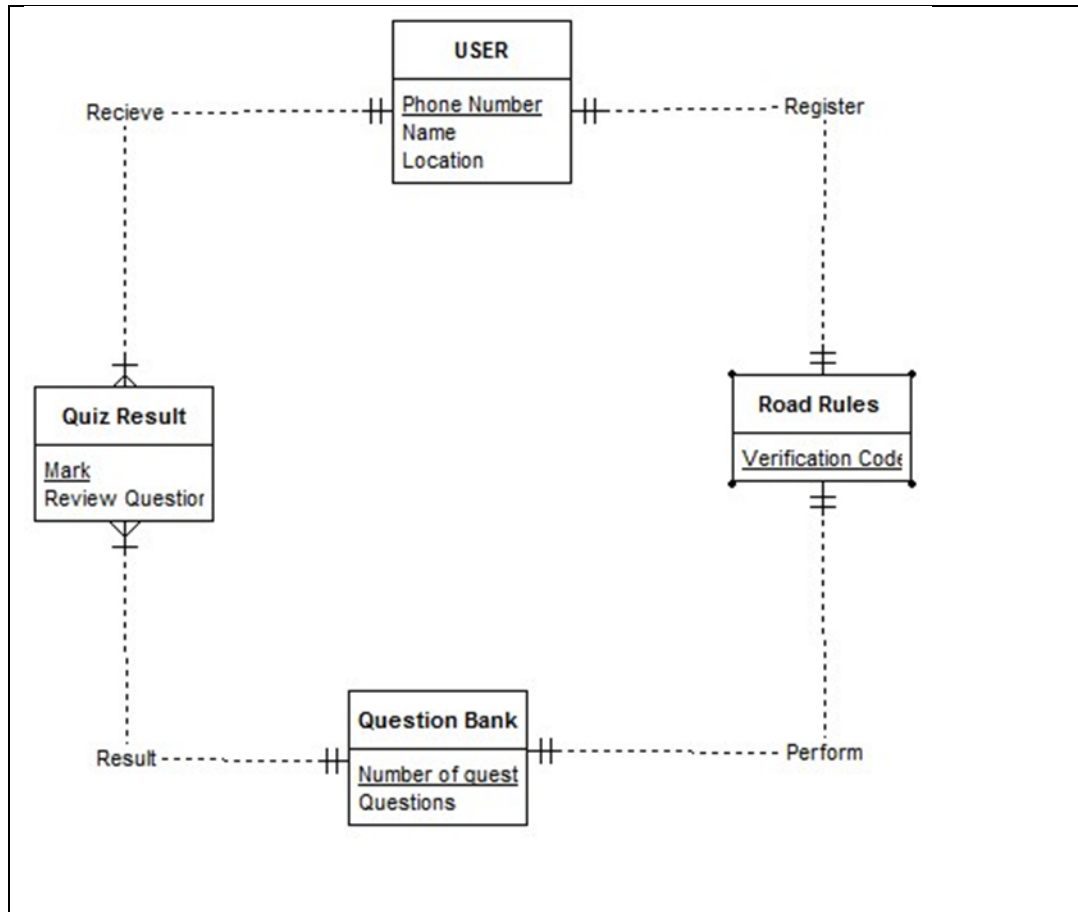 USER
Phone Number
Name
Location
Recieve
Register
Quiz Result
Mark
Review Question
Road Rules
Verification Code
Question Bank
Number of quest
Questions
Result
Perform